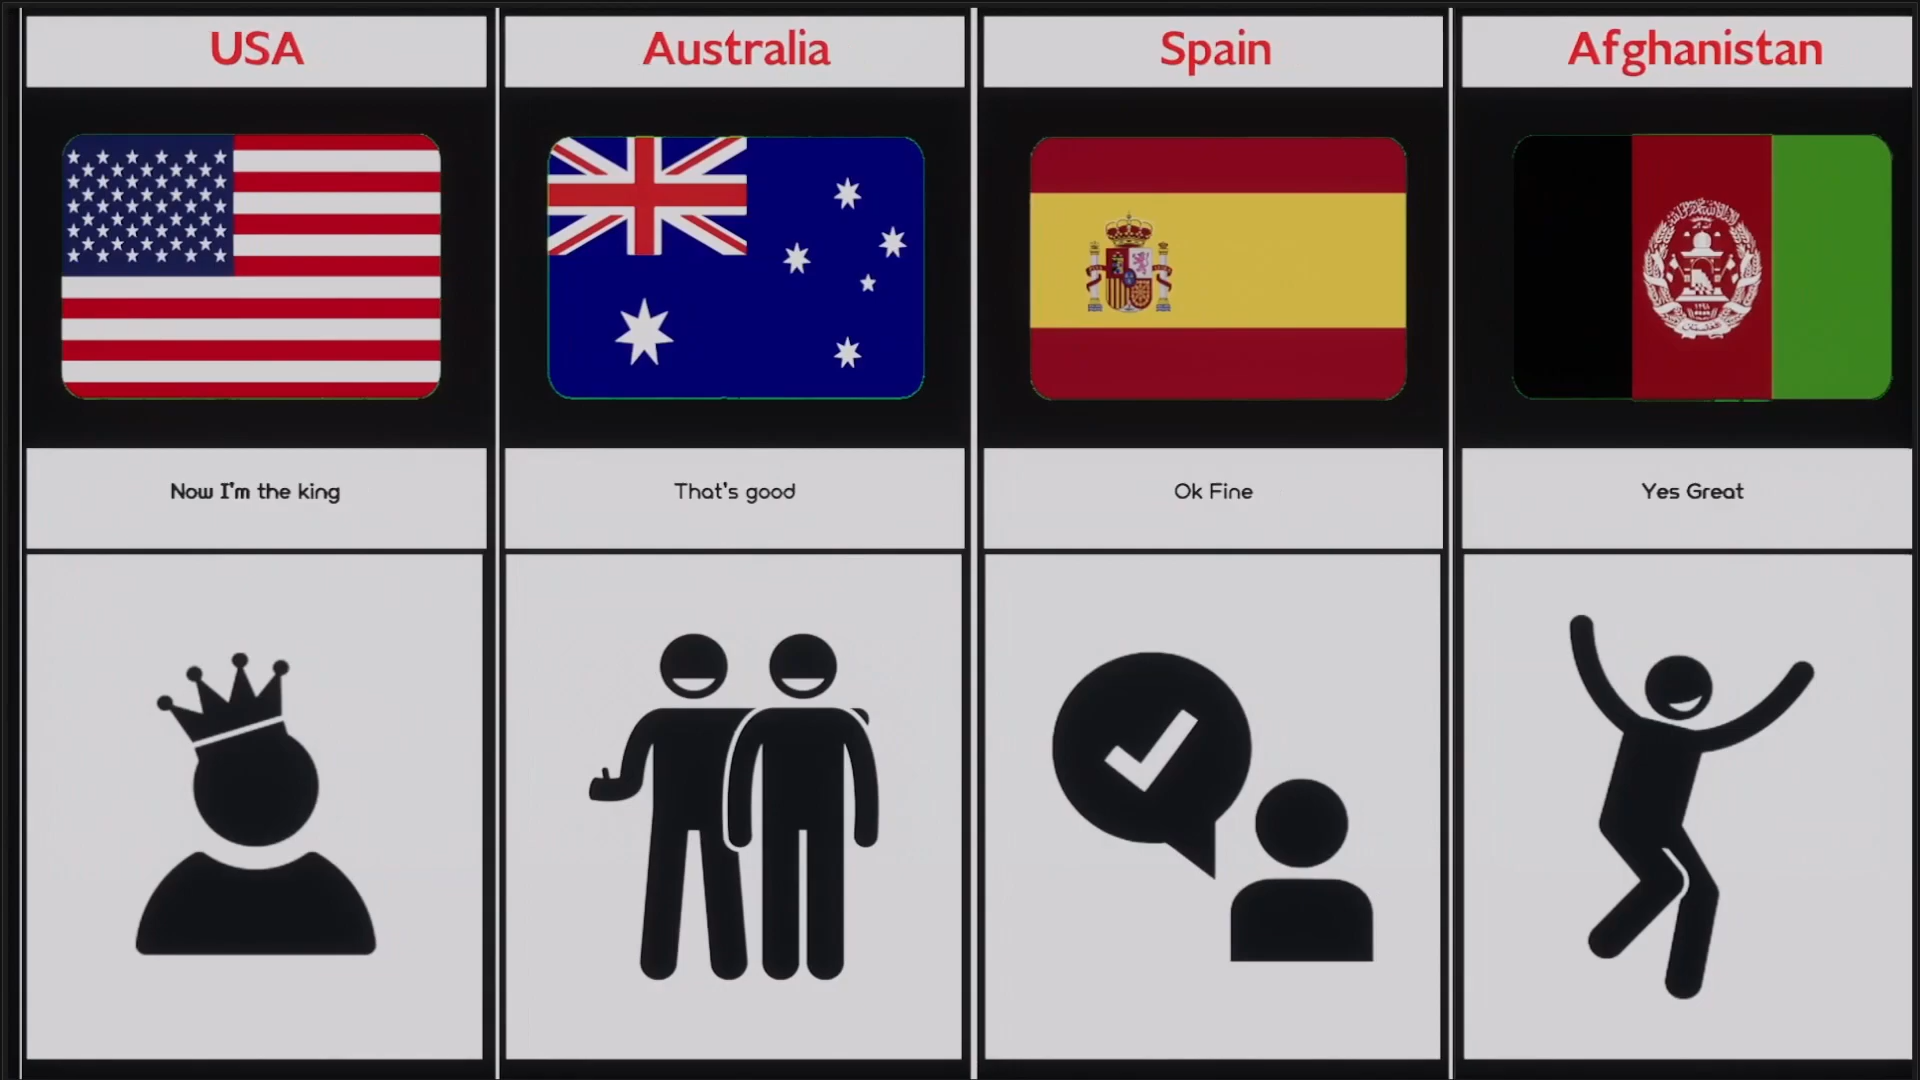 USA
Australia
Spain
Afghanistan
Now I'm the king
That's good
Ok Fine
Yes Great